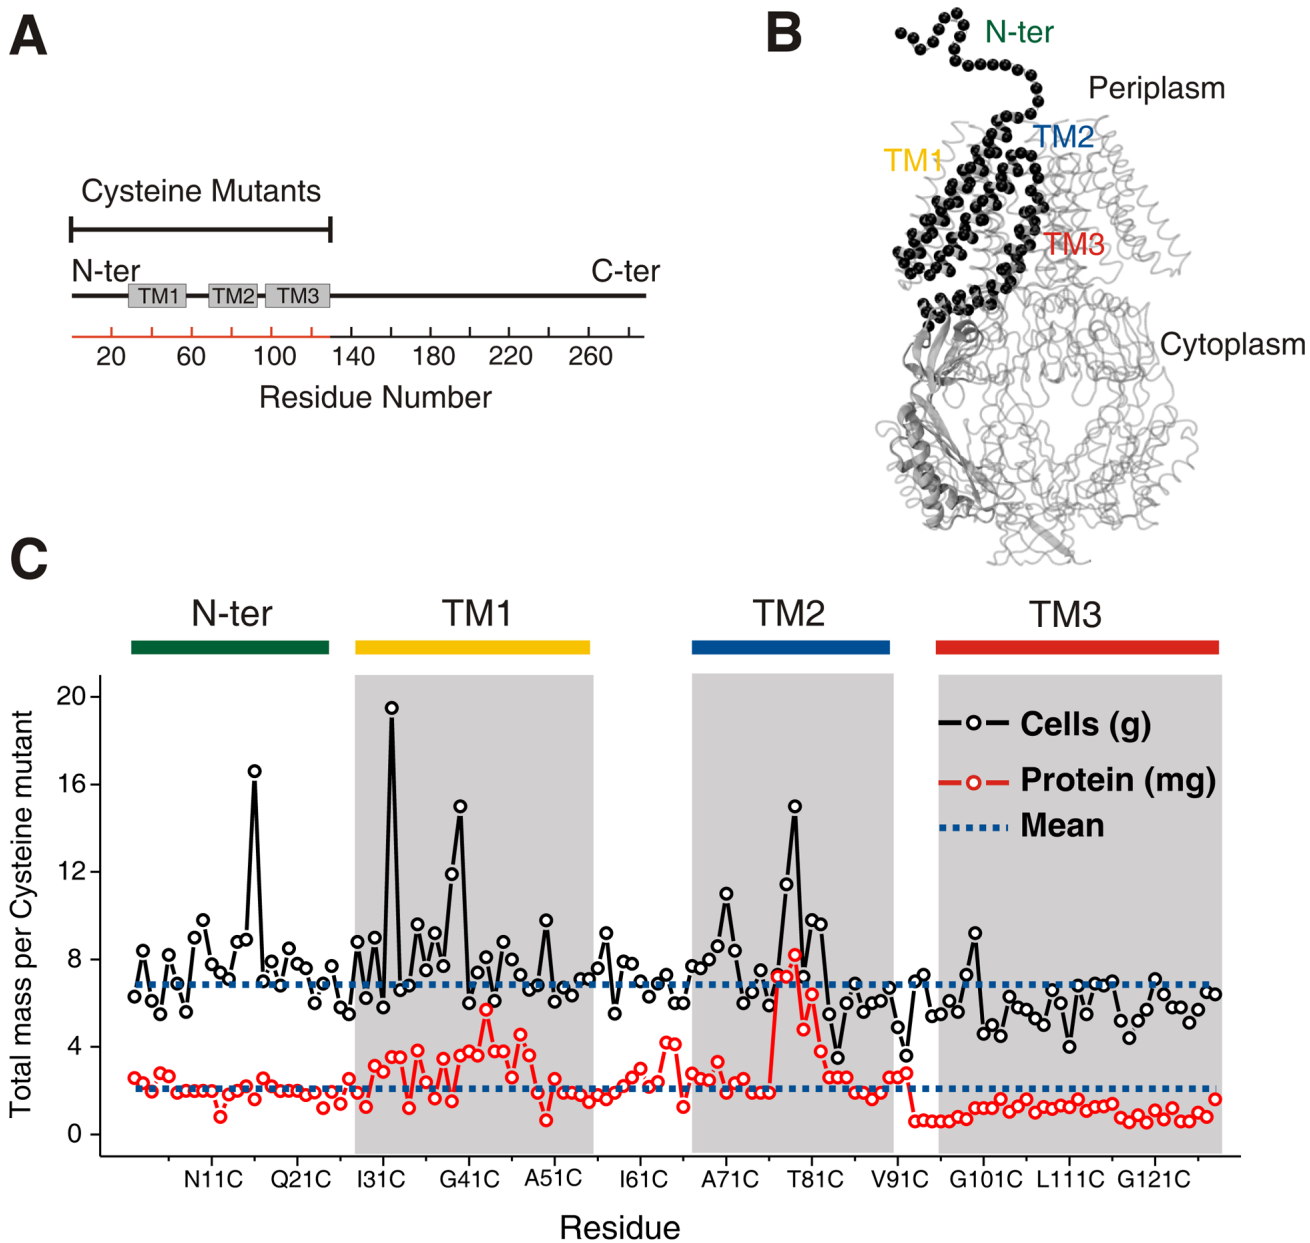 A
Cysteine Mutants
N-ter
C-ter
TM1 TM2 TM3
20 60 100 140 180 220 260
Residue Number
B
N-ter
Periplasm
TM2
TM1
TM3
Cytoplasm
C
N-ter TM1 TM2 TM3
Total mass per Cysteine mutant
20
16
12
8
4
0
Cells (g)
Protein (mg)
Mean
N11C Q21C I31C G41C A51C I61C A71C T81C V91C G101C L111C G121C
Residue